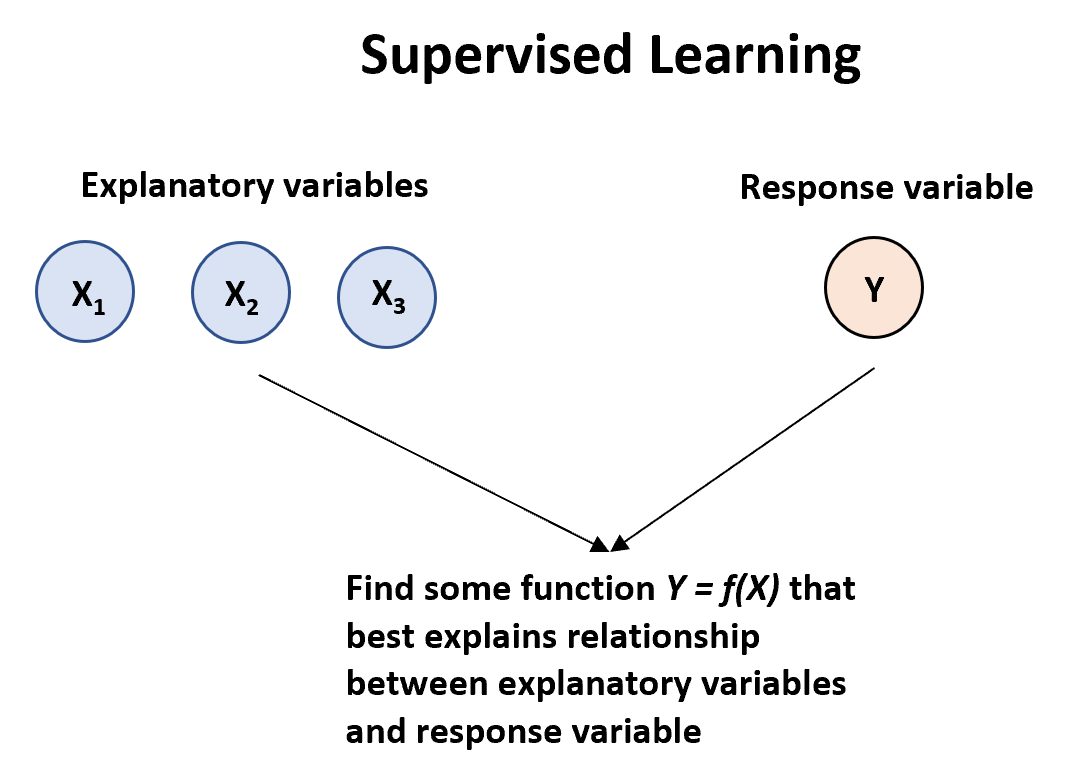 Supervised Learning
Explanatory variables
Response variable
X₁ X₂ X₃ Y
Find some function Y = f(X) that
best explains relationship
between explanatory variables
and response variable